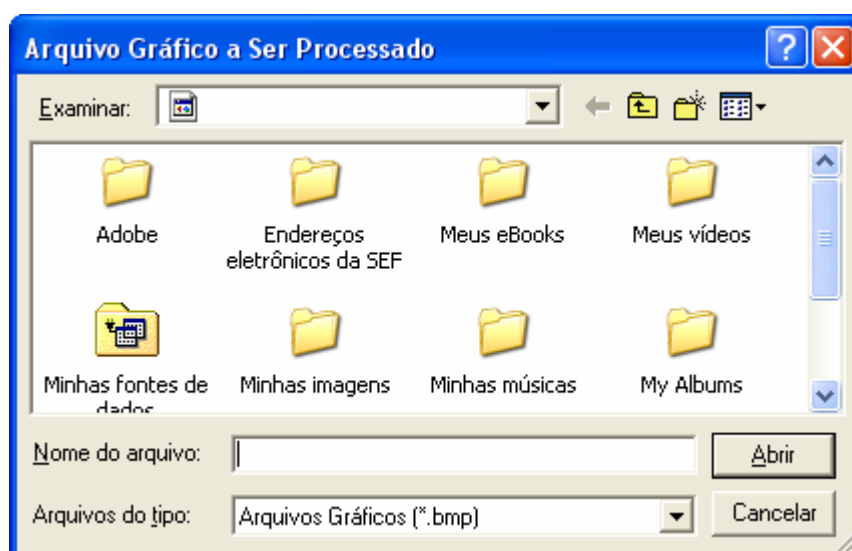 Arquivo Gráfico a Ser Processado
Examinar:
Adobe
Endereços
eletrônicos da SEF
Meus eBooks
Meus vídeos
Minhas fontes de
dados
Minhas imagens
Minhas músicas
My Albums
Nome do arquivo:
Abrir
Arquivos do tipo:
Arquivos Gráficos (*.bmp)
Cancelar